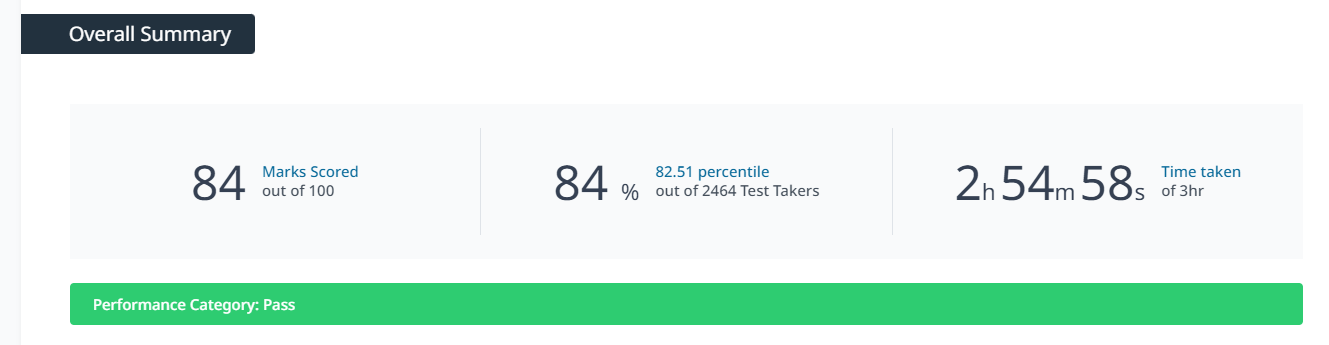 Overall Summary
84 Marks Scored
out of 100
84 % 82.51 percentile
out of 2464 Test Takers
2h 54m 58s Time taken
of 3hr
Performance Category: Pass